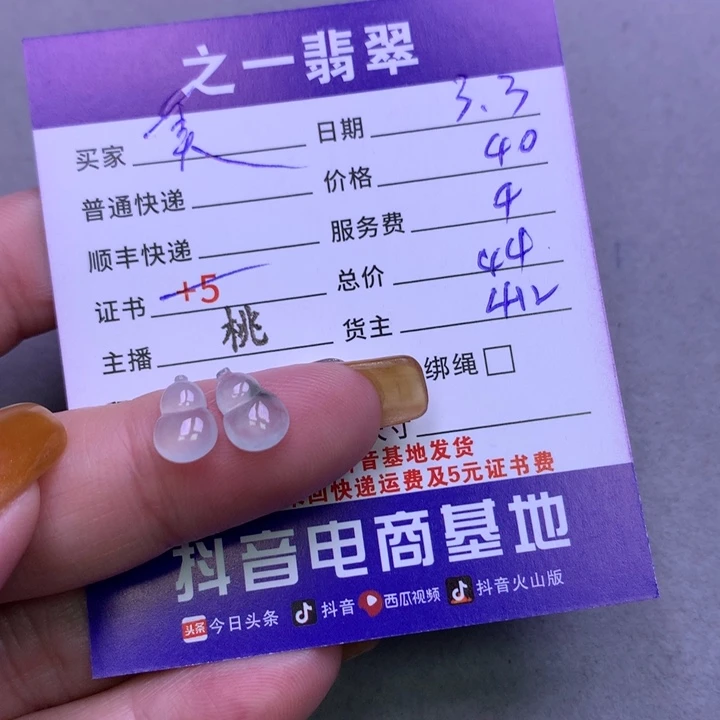 之一翡翠
买家 美 日期 3.3
普通快递 价格 40
顺丰快递 服务费 4
证书 +5 总价 44
主播 桃 货主 412
绑绳
寸
音基地发货
回快递运费及5元证书费
抖音电商基地
头条 今日头条 抖音 西瓜视频 抖音火山版